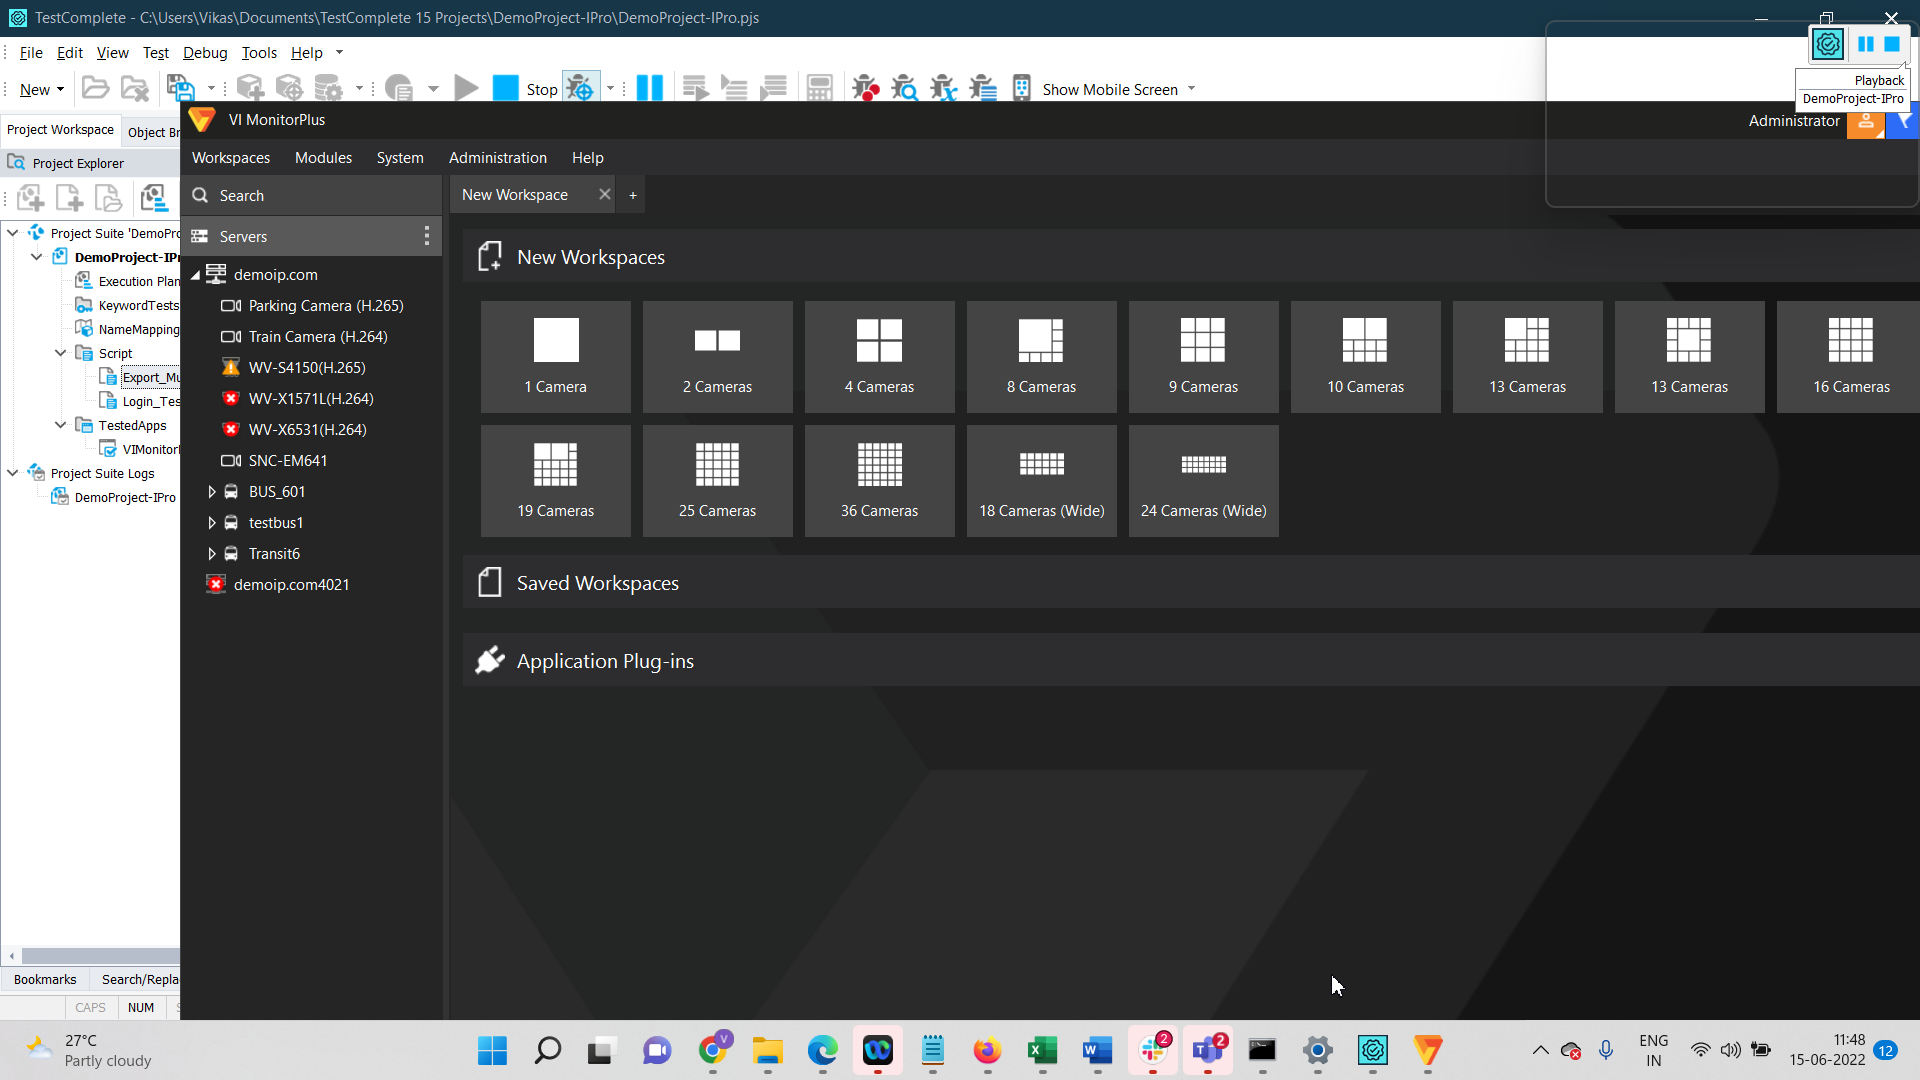 TestComplete - C:\Users\Vikas\Documents\TestComplete 15 Projects\DemoProject-IPro\DemoProject-IPro.pjs
File Edit View Test Debug Tools Help
New Stop Show Mobile Screen
Playback
DemoProject-IPro
Project Workspace Object Br
Project Explorer
Project Suite 'DemoPro
DemoProject-IP
Execution Plan
KeywordTests
NameMapping
Script
Export_Mu
Login_Tes
TestedApps
VIMonitor
Project Suite Logs
DemoProject-IPro
Bookmarks Search/Repla
CAPS NUM
VI MonitorPlus
Administrator
Workspaces Modules System Administration Help
Search
New Workspace +
Servers
demoip.com
Parking Camera (H.265)
Train Camera (H.264)
WV-S4150(H.265)
WV-X1571L(H.264)
WV-X6531(H.264)
SNC-EM641
BUS_601
testbus1
Transit6
demoip.com4021
New Workspaces
1 Camera 2 Cameras 4 Cameras 8 Cameras 9 Cameras 10 Cameras 13 Cameras 13 Cameras 16 Cameras
19 Cameras 25 Cameras 36 Cameras 18 Cameras (Wide) 24 Cameras (Wide)
Saved Workspaces
Application Plug-ins
27°C
Partly cloudy
V
2
2
ENG
IN
11:48
15-06-2022
12